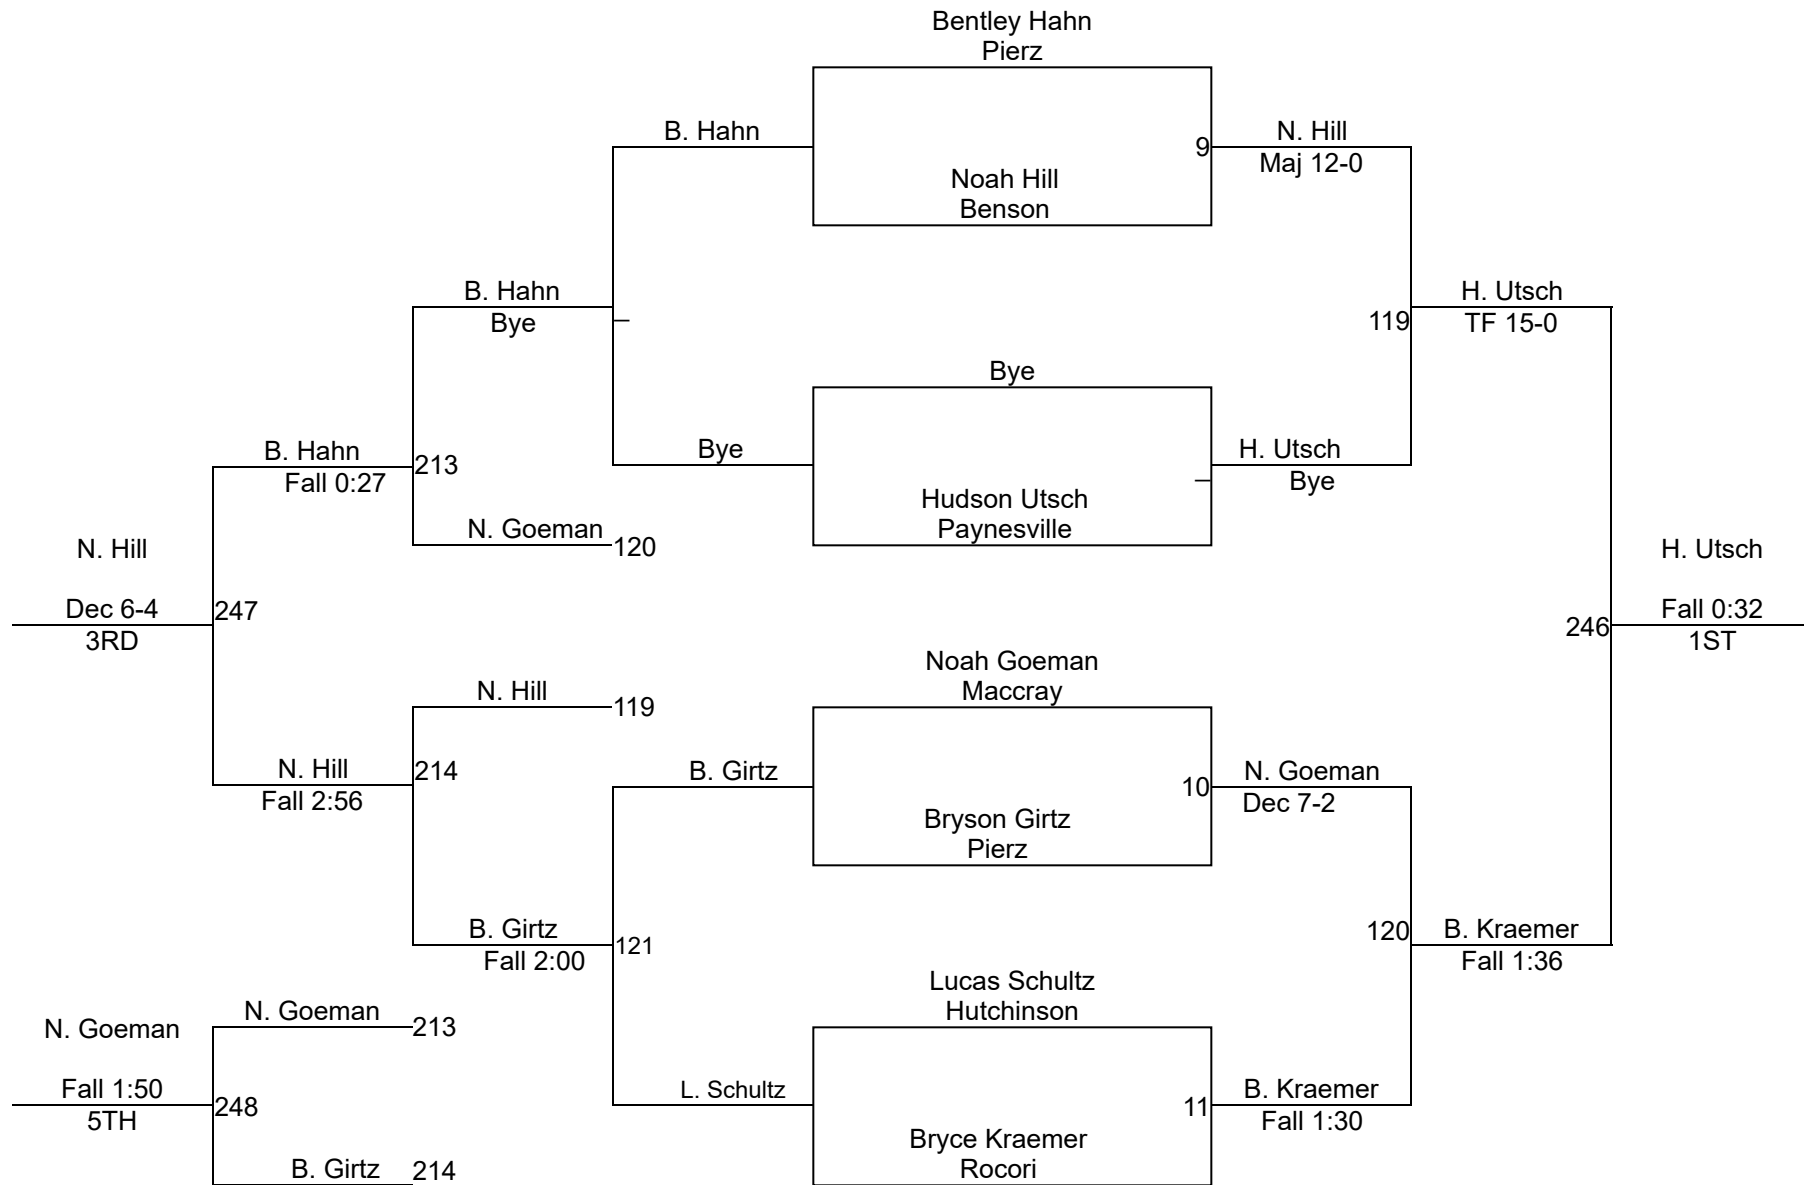 Bentley Hahn
Pierz
B. Hahn
9
N. Hill
Maj 12-0
Noah Hill
Benson
B. Hahn
Bye
119
H. Utsch
TF 15-0
Bye
Bye
H. Utsch
Bye
B. Hahn
Fall 0:27
213
Hudson Utsch
Paynesville
N. Goeman
120
N. Hill
Dec 6-4
3RD
247
246
H. Utsch
Fall 0:32
1ST
Noah Goeman
Maccray
N. Hill
119
N. Hill
Fall 2:56
214
B. Girtz
10
N. Goeman
Dec 7-2
Bryson Girtz
Pierz
B. Girtz
Fall 2:00
121
120
B. Kraemer
Fall 1:36
Lucas Schultz
Hutchinson
N. Goeman
213
N. Goeman
Fall 1:50
5TH
248
L. Schultz
11
B. Kraemer
Fall 1:30
Bryce Kraemer
Rocori
B. Girtz
214